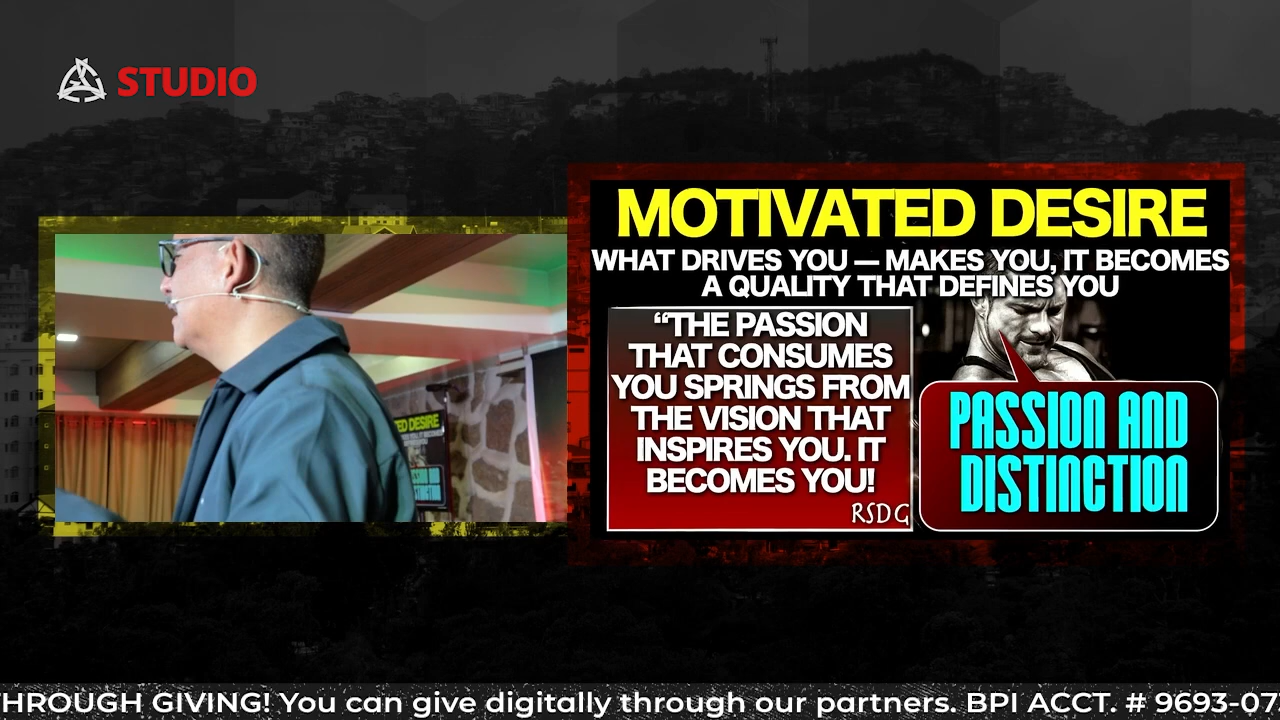 STUDIO
MOTIVATED DESIRE
WHAT DRIVES YOU — MAKES YOU, IT BECOMES
A QUALITY THAT DEFINES YOU
“THE PASSION
THAT CONSUMES
YOU SPRINGS FROM
THE VISION THAT
INSPIRES YOU. IT
BECOMES YOU!
RSDG
PASSION AND
DISTINCTION
THROUGH GIVING! You can give digitally through our partners. BPI ACCT. # 9693-07